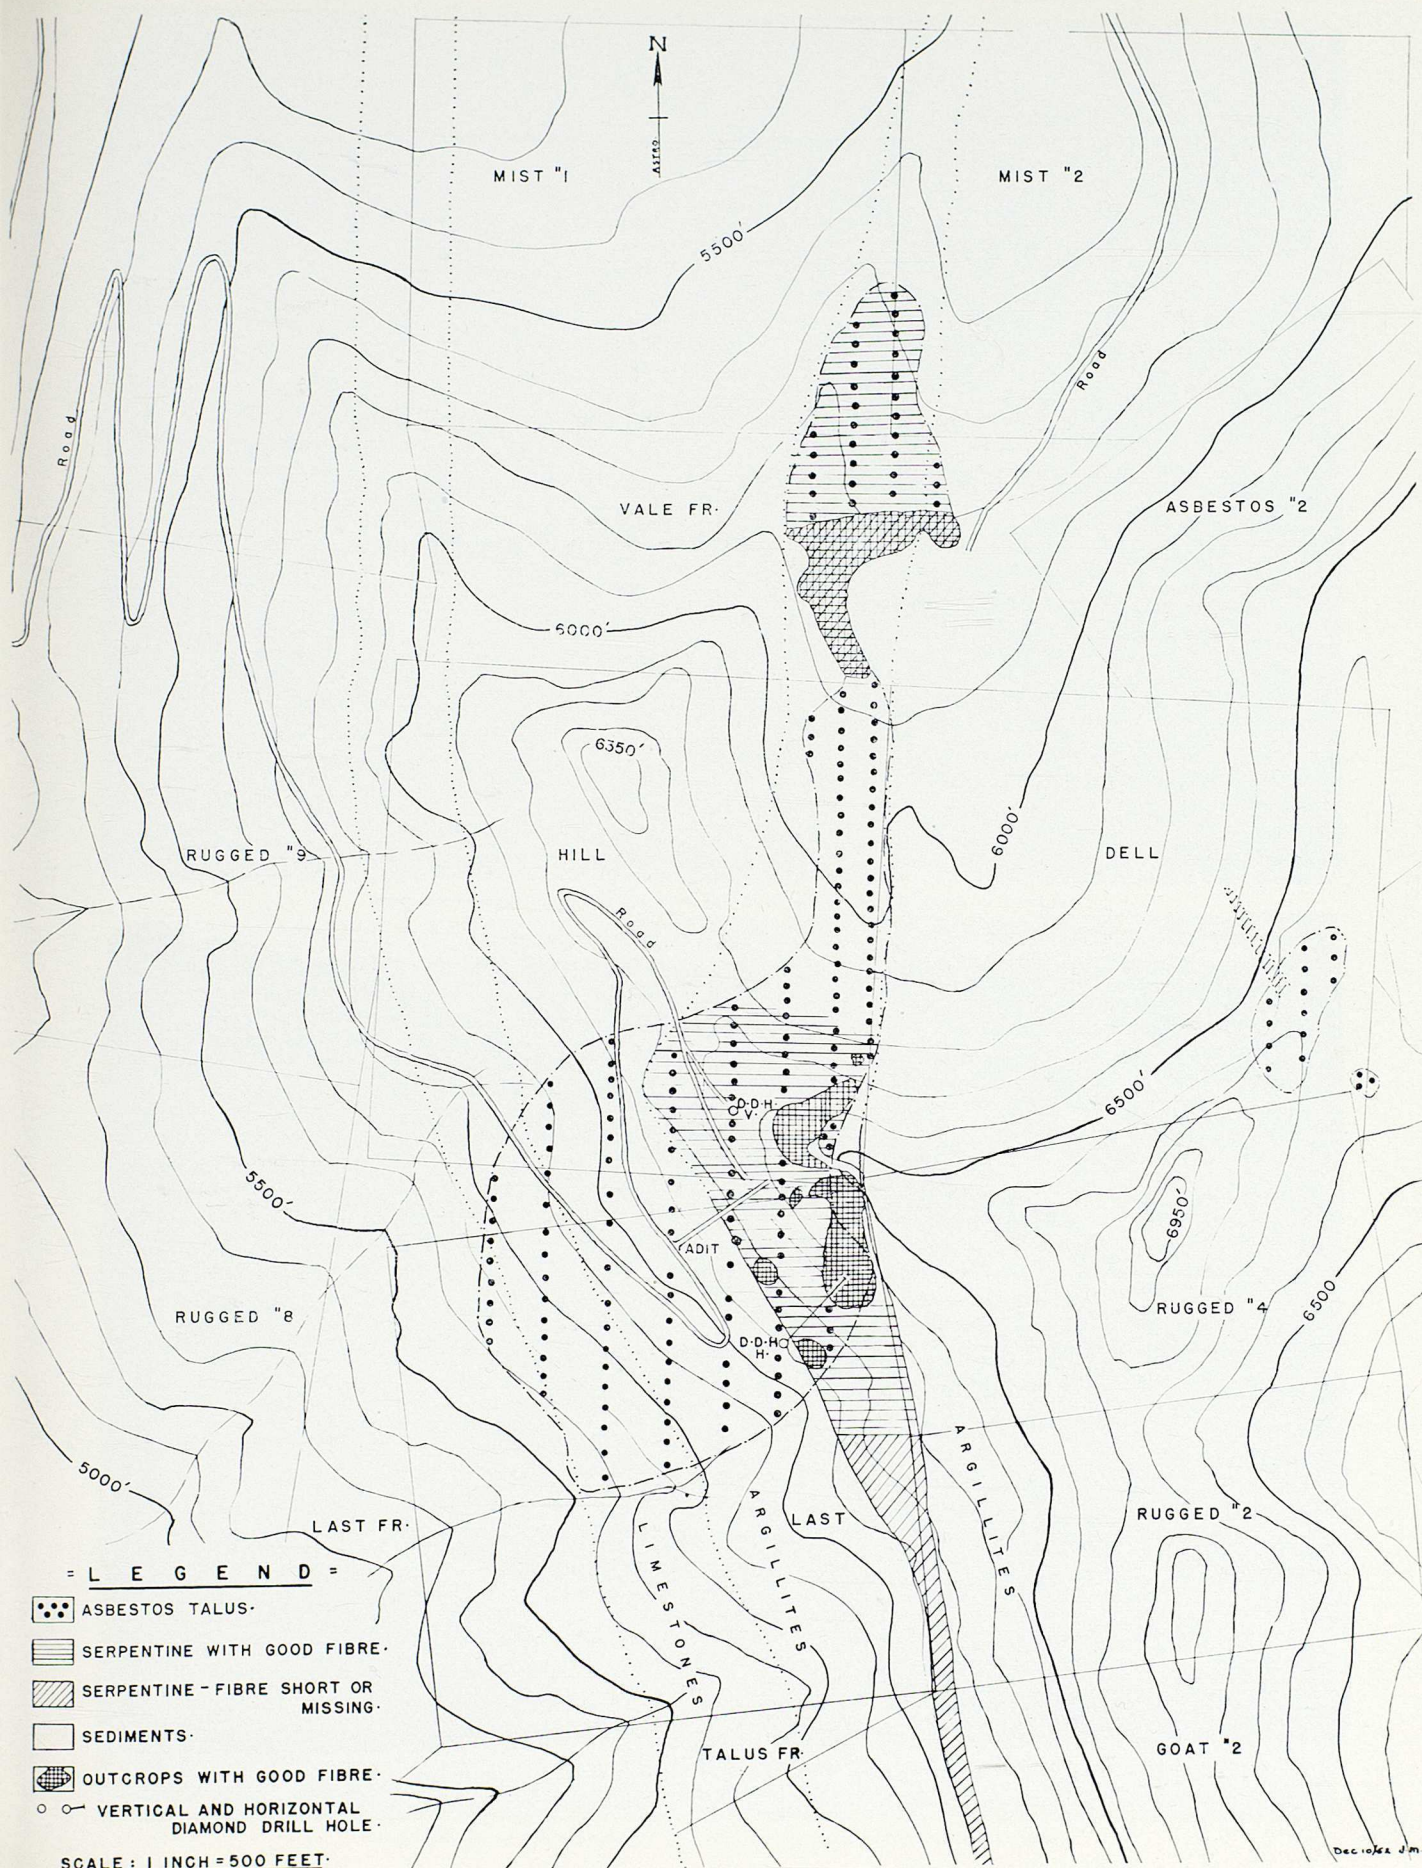 N
ASTRO.
MIST #1
MIST #2
5500'
Road
Road
VALE FR.
ASBESTOS #2
6000'
6350'
6000'
RUGGED #9
HILL
DELL
Road
D.D.H.
V.
6500'
5500'
6950'
ADIT
RUGGED #8
RUGGED #4
6500
D.D.H.
H.
ARGILLITES
5000'
ARGILLITES
LAST FR.
LAST
RUGGED #2
LIMESTONES
TALUS FR.
GOAT #2
= LEGEND =
ASBESTOS TALUS.
SERPENTINE WITH GOOD FIBRE.
SERPENTINE - FIBRE SHORT OR
MISSING.
SEDIMENTS.
OUTCROPS WITH GOOD FIBRE.
VERTICAL AND HORIZONTAL
DIAMOND DRILL HOLE.
SCALE: 1 INCH = 500 FEET.